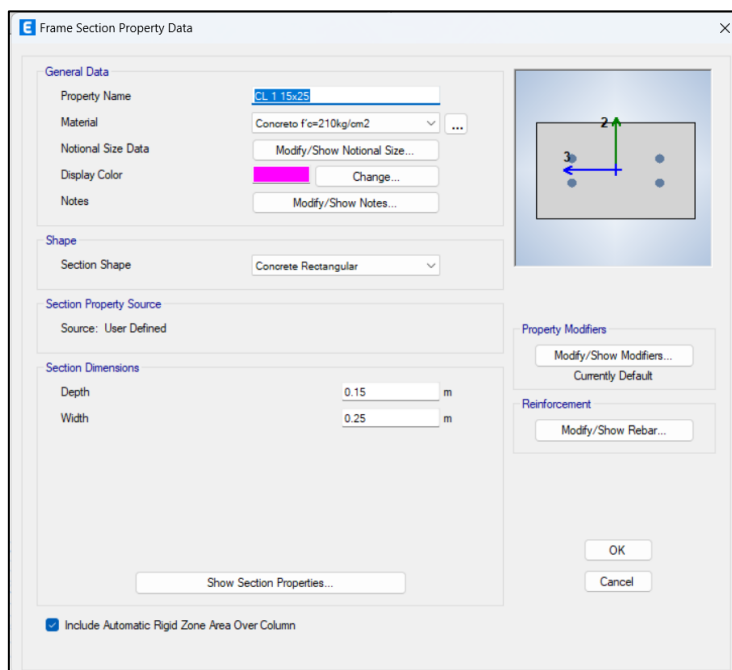 E Frame Section Property Data
General Data
Property Name CL 1 15x25
Material Concreto f'c=210kg/cm2 ...
Notional Size Data Modify/Show Notional Size...
Display Color Change...
Notes Modify/Show Notes...
2
3
Shape
Section Shape Concrete Rectangular
Section Property Source
Source: User Defined
Property Modifiers
Modify/Show Modifiers...
Currently Default
Section Dimensions
Depth 0.15 m
Width 0.25 m
Reinforcement
Modify/Show Rebar...
OK
Show Section Properties... Cancel
Include Automatic Rigid Zone Area Over Column